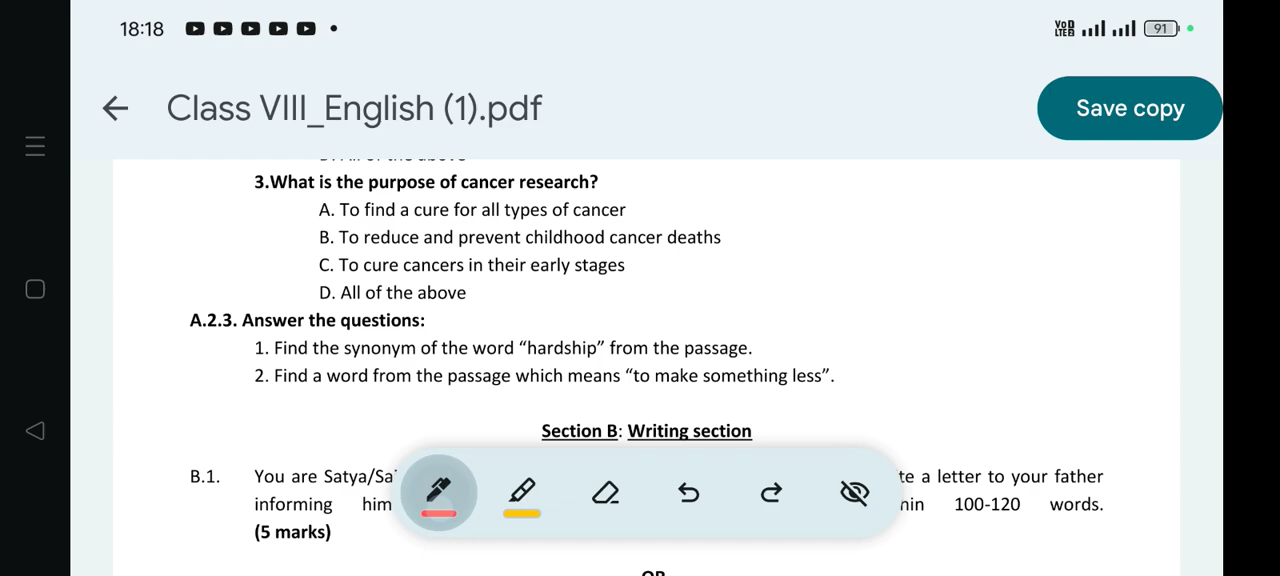 18:18 VoD LTE2 91
Class VIII_English (1).pdf Save copy
3.What is the purpose of cancer research?
A. To find a cure for all types of cancer
B. To reduce and prevent childhood cancer deaths
C. To cure cancers in their early stages
D. All of the above
A.2.3. Answer the questions:
1. Find the synonym of the word “hardship” from the passage.
2. Find a word from the passage which means “to make something less”.
Section B: Writing section
B.1. You are te a letter to your father
informing him 100-120 words.
(5 marks)